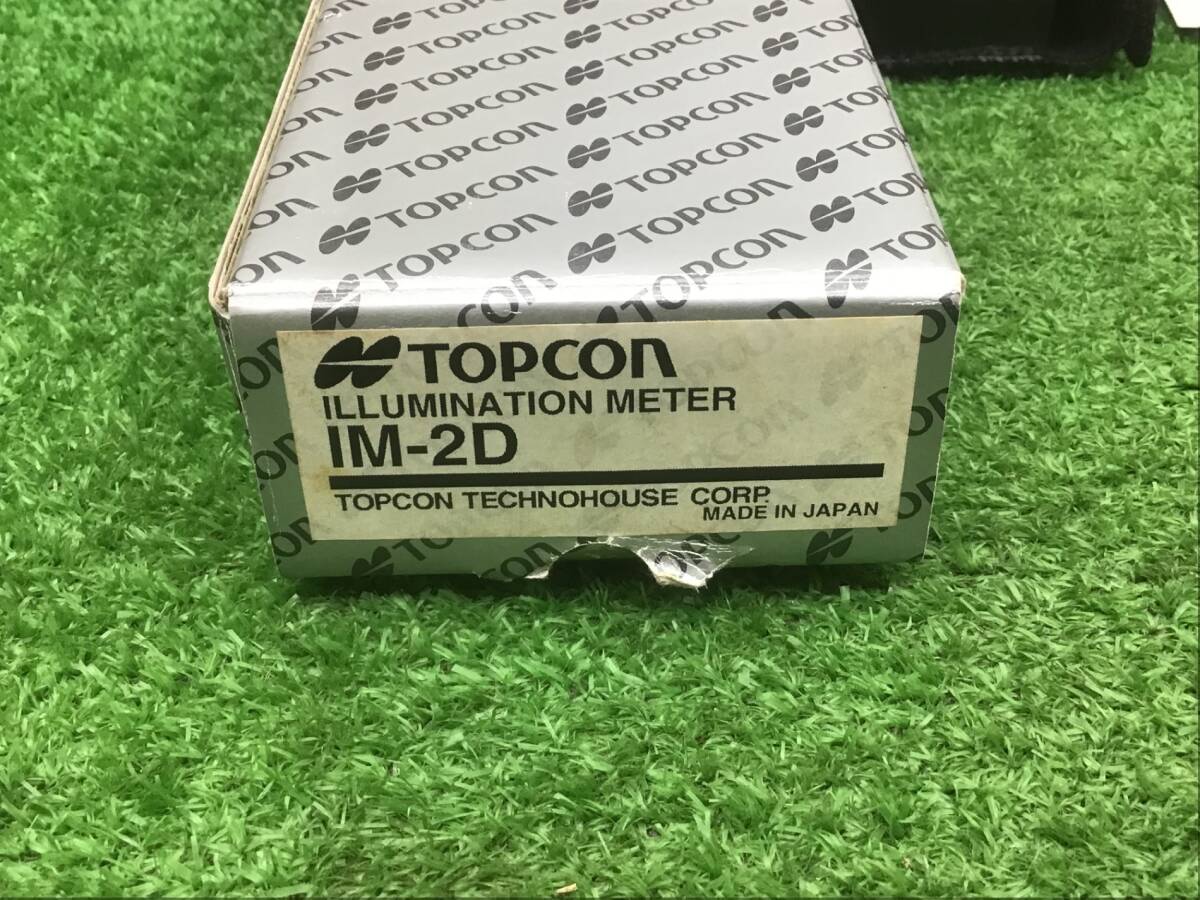 TOPCON
ILLUMINATION METER
IM-2D
TOPCON TECHNOHOUSE CORP.
MADE IN JAPAN